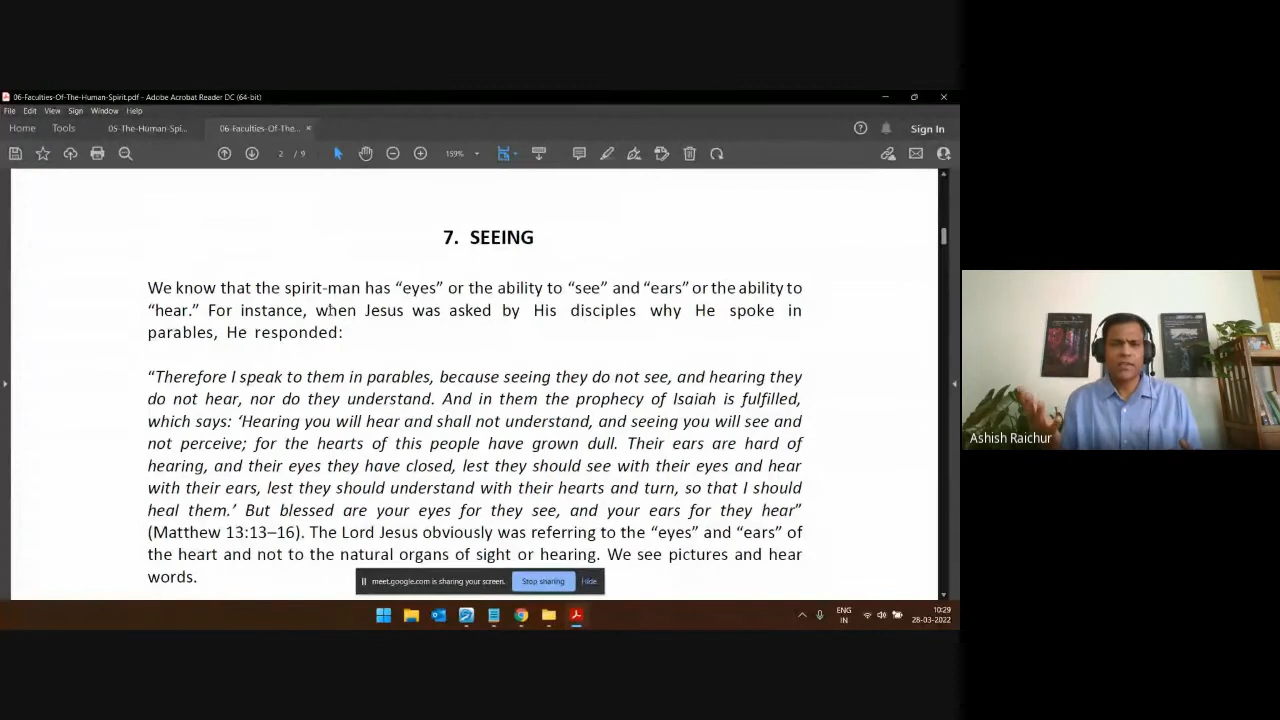 06-Faculties-Of-The-Human-Spirit.pdf - Adobe Acrobat Reader DC (64-bit)
File Edit View Sign Window Help
Home Tools 05-The-Human-Spi... 06-Faculties-Of-The... × Sign In
2 / 9 159%
7. SEEING
We know that the spirit-man has “eyes” or the ability to “see” and “ears” or the ability to
“hear.” For instance, when Jesus was asked by His disciples why He spoke in
parables, He responded:
“Therefore I speak to them in parables, because seeing they do not see, and hearing they
do not hear, nor do they understand. And in them the prophecy of Isaiah is fulfilled,
which says: ‘Hearing you will hear and shall not understand, and seeing you will see and
not perceive; for the hearts of this people have grown dull. Their ears are hard of
hearing, and their eyes they have closed, lest they should see with their eyes and hear
with their ears, lest they should understand with their hearts and turn, so that I should
heal them.’ But blessed are your eyes for they see, and your ears for they hear”
(Matthew 13:13–16). The Lord Jesus obviously was referring to the “eyes” and “ears” of
the heart and not to the natural organs of sight or hearing. We see pictures and hear
words.
meet.google.com is sharing your screen. Stop sharing Hide
ENG
IN
10:29
28-03-2022
Ashish Raichur